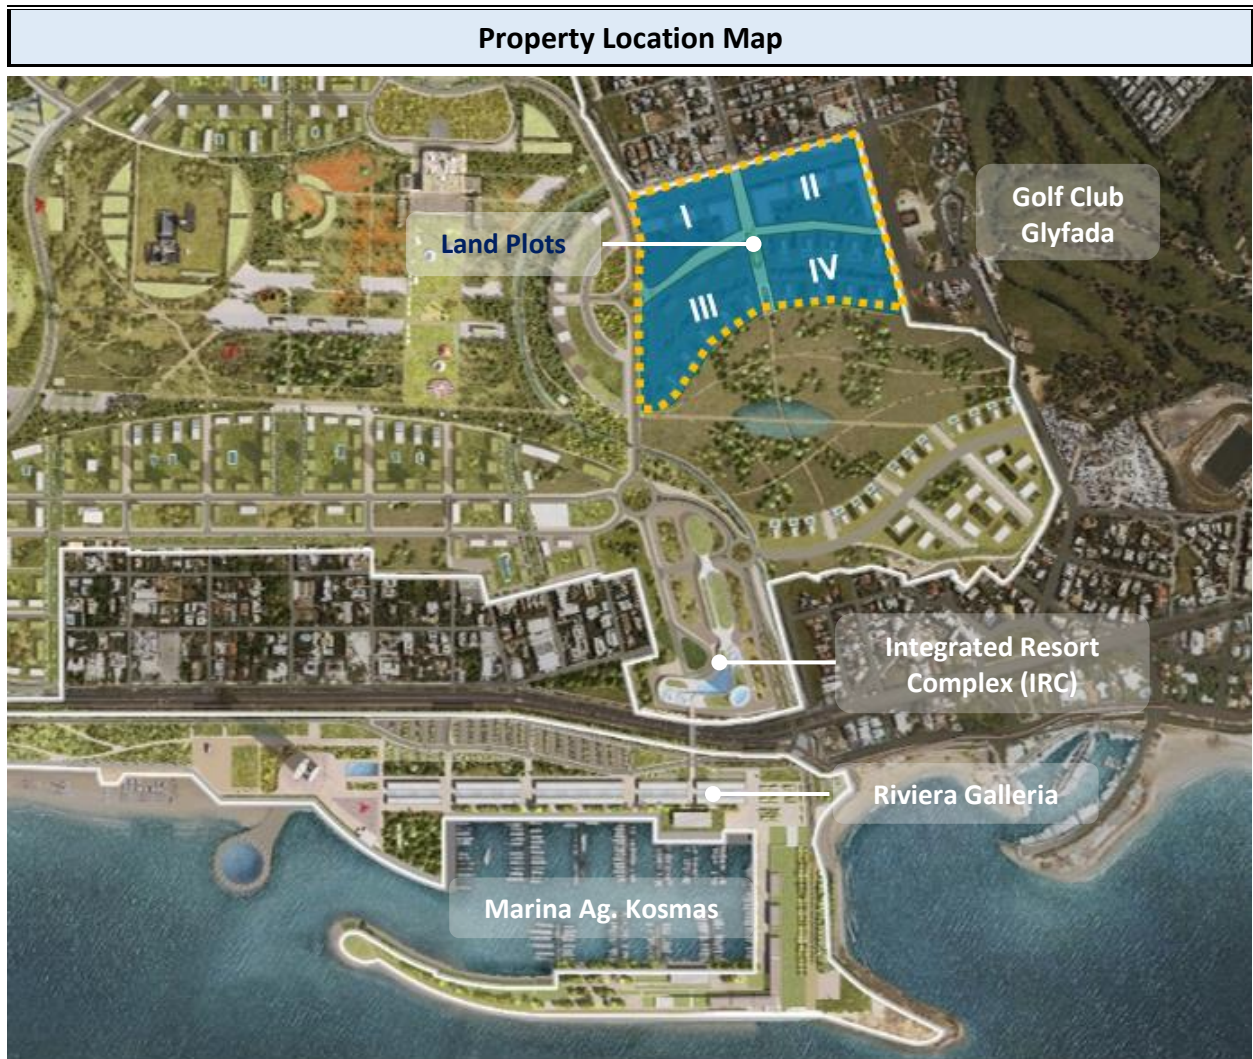 Property Location Map
I
II
Golf Club
Glyfada
Land Plots
III
IV
Integrated Resort
Complex (IRC)
Riviera Galleria
Marina Ag. Kosmas